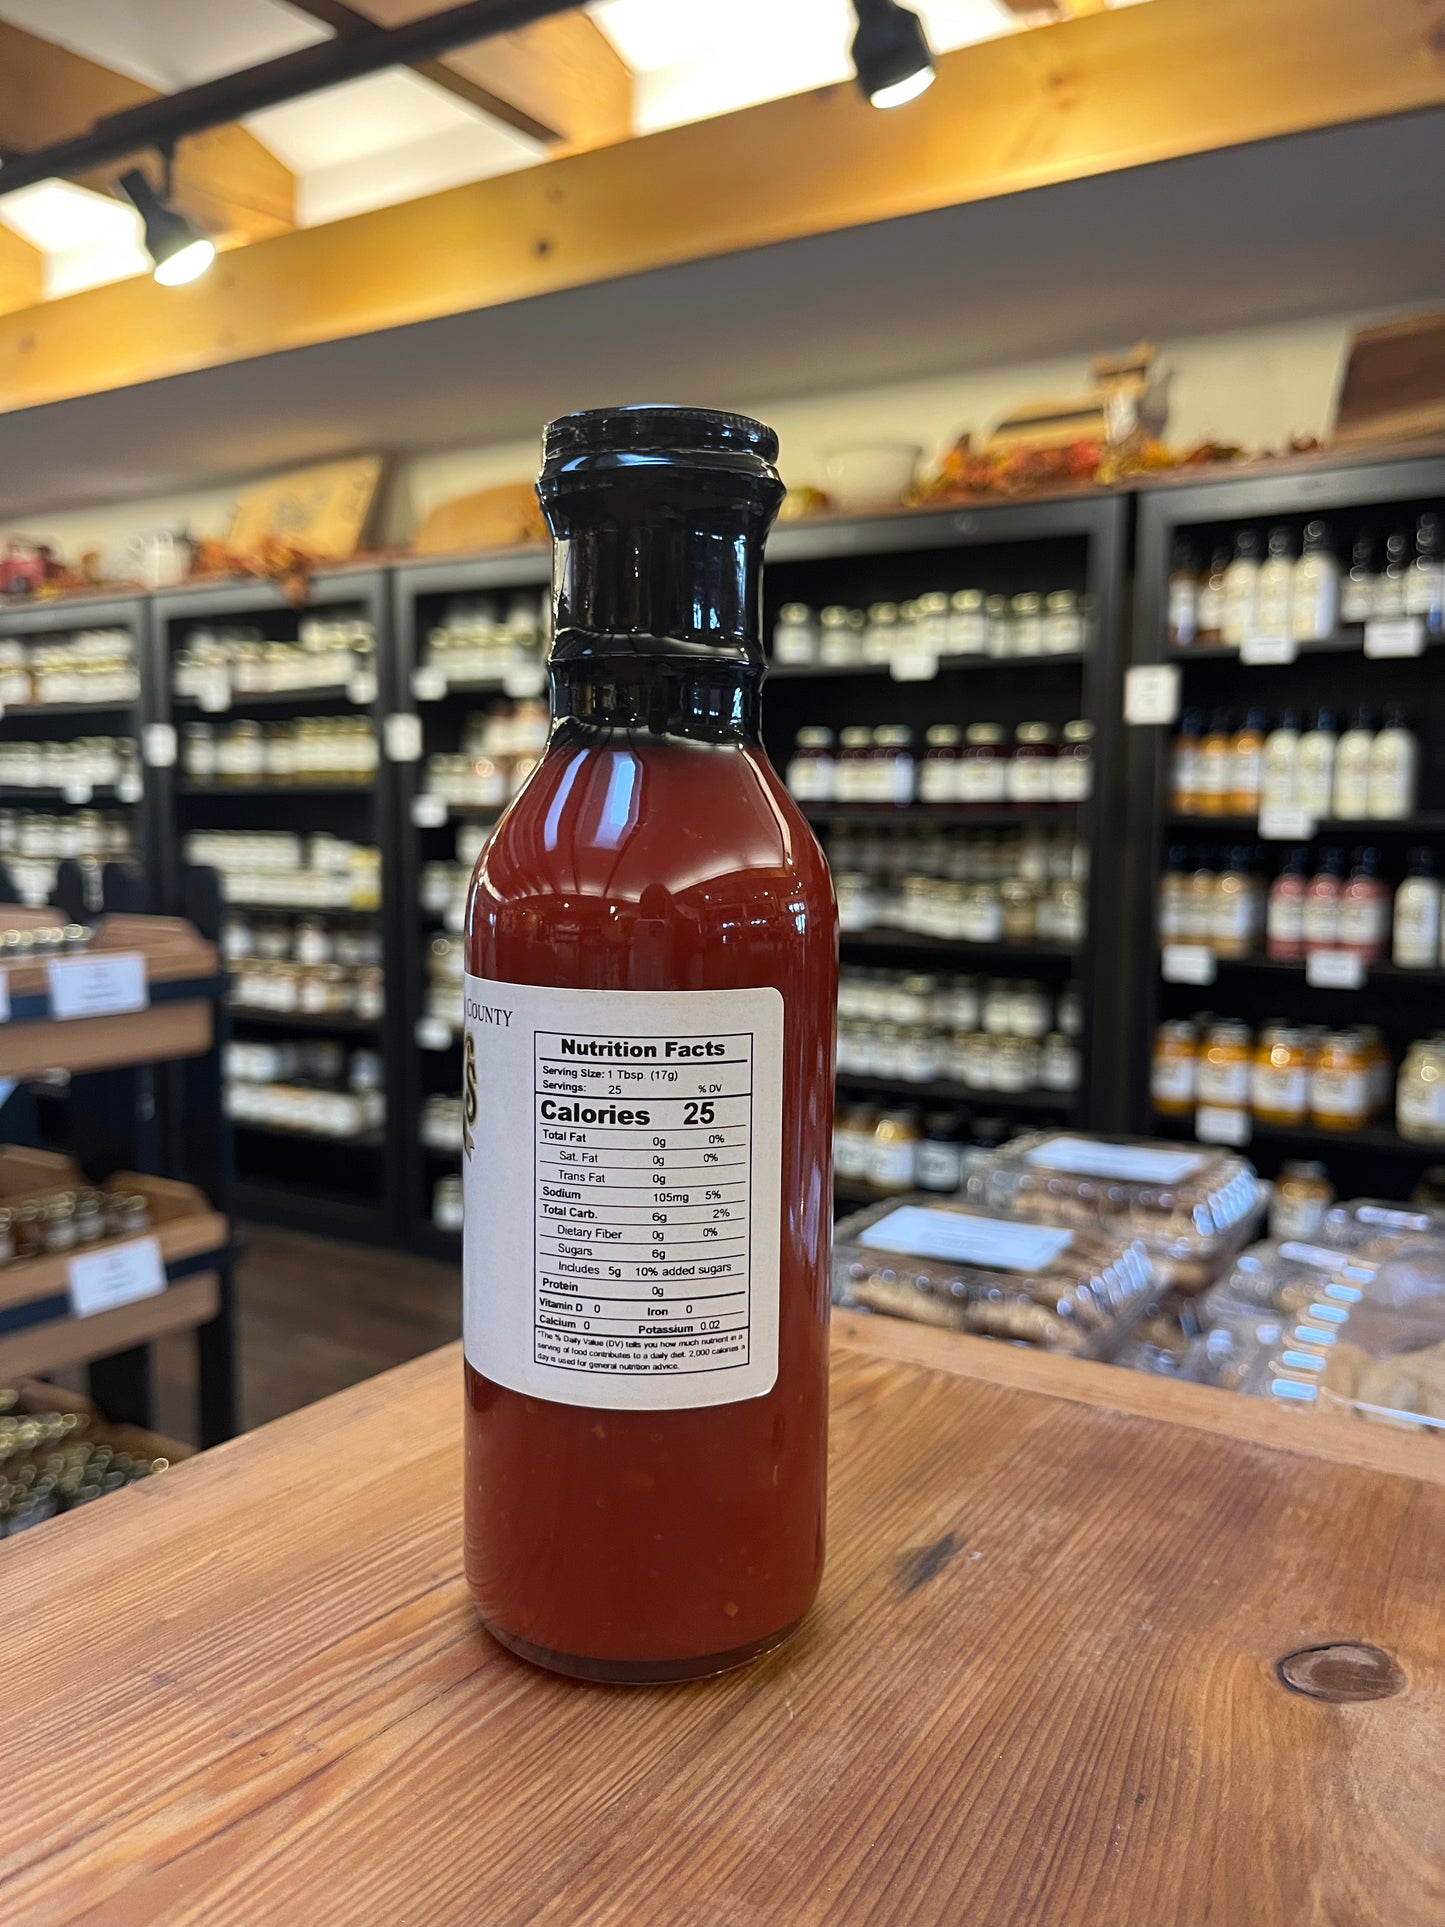 COUNTY
Nutrition Facts
Serving Size: 1 Tbsp. (17g)
Servings: 25 % DV
Calories 25
Total Fat 0g 0%
Sat. Fat 0g 0%
Trans Fat 0g
Sodium 105mg 5%
Total Carb. 6g 2%
Dietary Fiber 0g 0%
Sugars 6g
Includes 5g 10% added sugars
Protein 0g
Vitamin D 0 Iron 0
Calcium 0 Potassium 0.02
*The % Daily Value (DV) tells you how much nutrient in a
serving of food contributes to a daily diet. 2,000 calories a
day is used for general nutrition advice.